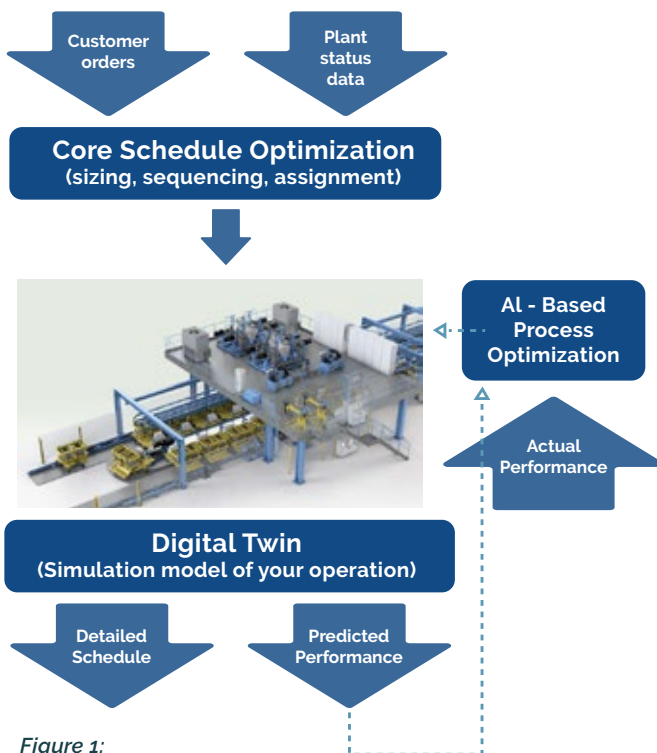 Customer
orders
Plant
status
data
Core Schedule Optimization
(sizing, sequencing, assignment)
AI - Based
Process
Optimization
Actual
Performance
Digital Twin
(Simulation model of your operation)
Detailed
Schedule
Predicted
Performance
Figure 1: